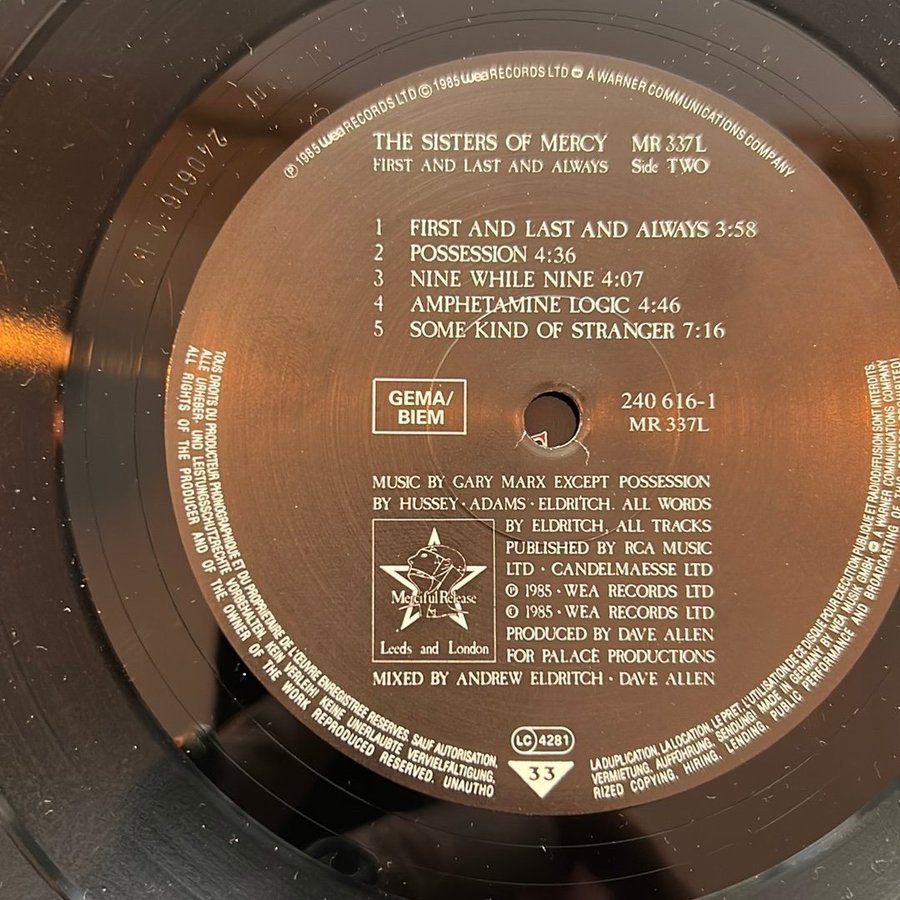 ℗ 1985 wea RECORDS LTD © 1985 wea RECORDS LTD A WARNER COMMUNICATIONS COMPANY
THE SISTERS OF MERCY MR 337L
FIRST AND LAST AND ALWAYS Side TWO
1 FIRST AND LAST AND ALWAYS 3:58
2 POSSESSION 4:36
3 NINE WHILE NINE 4:07
4 AMPHETAMINE LOGIC 4:46
5 SOME KIND OF STRANGER 7:16
GEMA/
BIEM
240 616-1
MR 337L
MUSIC BY GARY MARX EXCEPT POSSESSION
BY HUSSEY · ADAMS · ELDRITCH. ALL WORDS
BY ELDRITCH, ALL TRACKS
PUBLISHED BY RCA MUSIC
LTD · CANDELMAESSE LTD
℗ 1985 · WEA RECORDS LTD
© 1985 · WEA RECORDS LTD
PRODUCED BY DAVE ALLEN
FOR PALACE PRODUCTIONS
MIXED BY ANDREW ELDRITCH · DAVE ALLEN
Merciful Release
Leeds and London
LC 4281
33
TOUS DROITS DU PRODUCTEUR PHONOGRAPHIQUE ET DU PROPRIETAIRE DE L'ŒUVRE ENREGISTREE RESERVES. SAUF AUTORISATION,
LA DUPLICATION, LA LOCATION, LE PRET, L'UTILISATION DE CE DISQUE POUR EXECUTION PUBLIQUE ET RADIODIFFUSION SONT INTERDITS.
ALLE URHEBER- UND LEISTUNGSSCHUTZRECHTE VORBEHALTEN. KEIN VERLEIH! KEINE UNERLAUBTE VERVIELFÄLTIGUNG,
VERMIETUNG, AUFFÜHRUNG, SENDUNG! MADE IN GERMANY BY WEA MUSIK GMBH. A WARNER COMMUNICATIONS COMPANY
ALL RIGHTS OF THE PRODUCER AND OF THE OWNER OF THE WORK REPRODUCED RESERVED. UNAUTHO
RIZED COPYING, HIRING, LENDING, PUBLIC PERFORMANCE AND BROADCASTING OF